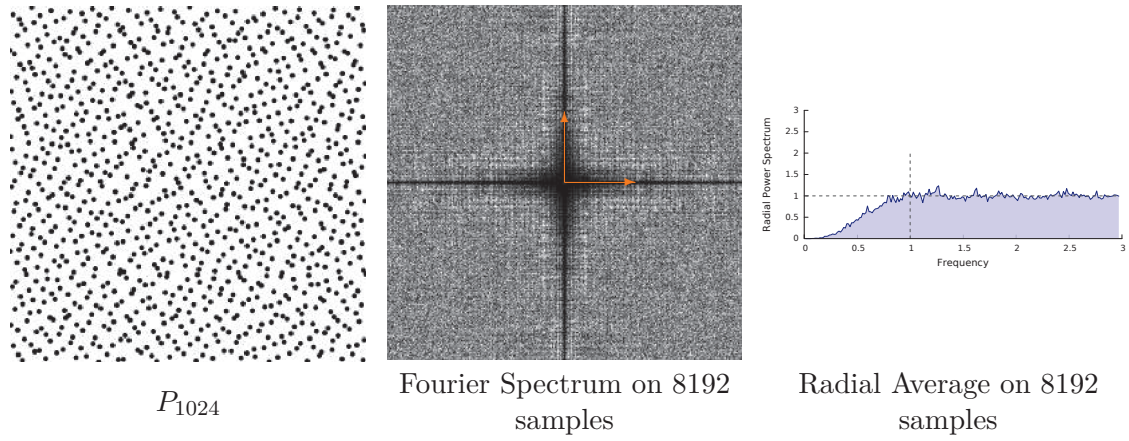 P1024
Fourier Spectrum on 8192
samples
3
2.5
2
1.5
1
0.5
0
Radial Power Spectrum
0
0.5
1
1.5
2
2.5
3
Frequency
Radial Average on 8192
samples